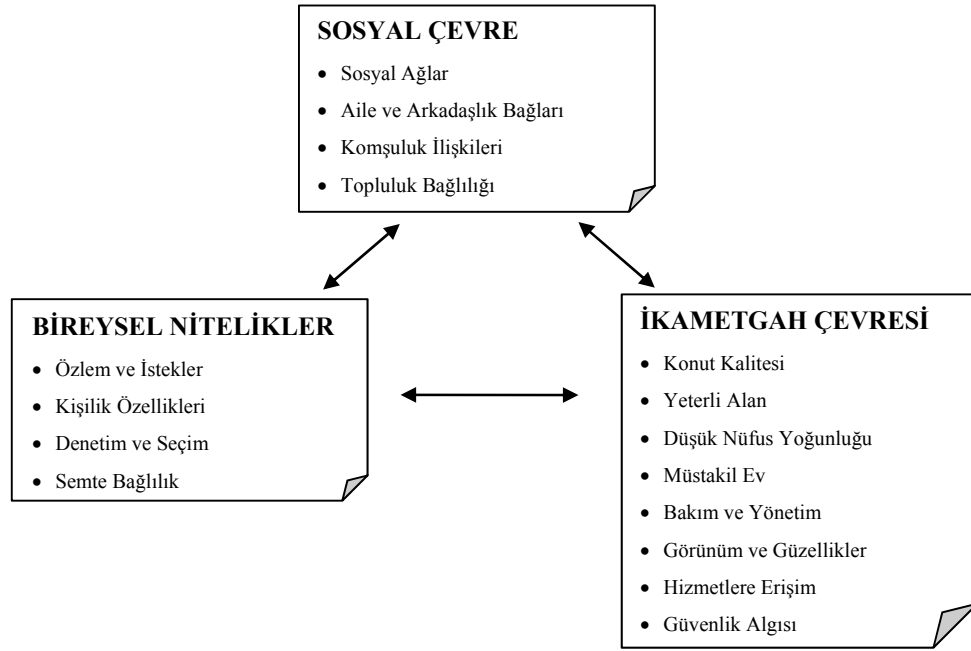 SOSYAL ÇEVRE
• Sosyal Ağlar
• Aile ve Arkadaşlık Bağları
• Komşuluk İlişkileri
• Topluluk Bağlılığı
BİREYSEL NİTELİKLER
• Özlem ve İstekler
• Kişilik Özellikleri
• Denetim ve Seçim
• Semte Bağlılık
İKAMETGAH ÇEVRESİ
• Konut Kalitesi
• Yeterli Alan
• Düşük Nüfus Yoğunluğu
• Müstakil Ev
• Bakım ve Yönetim
• Görünüm ve Güzellikler
• Hizmetlere Erişim
• Güvenlik Algısı